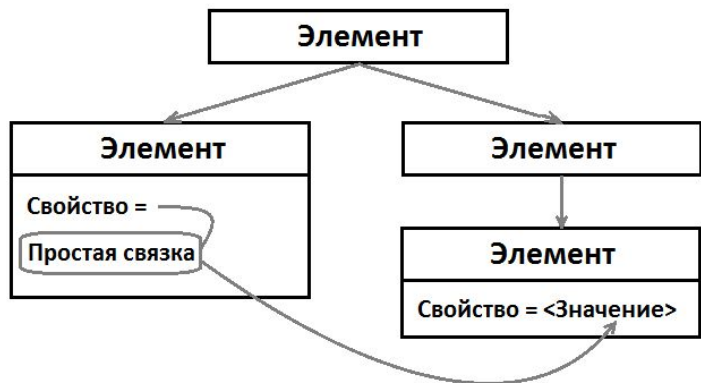 Элемент
Элемент
Свойство =
Простая связка
Элемент
Элемент
Свойство = <Значение>